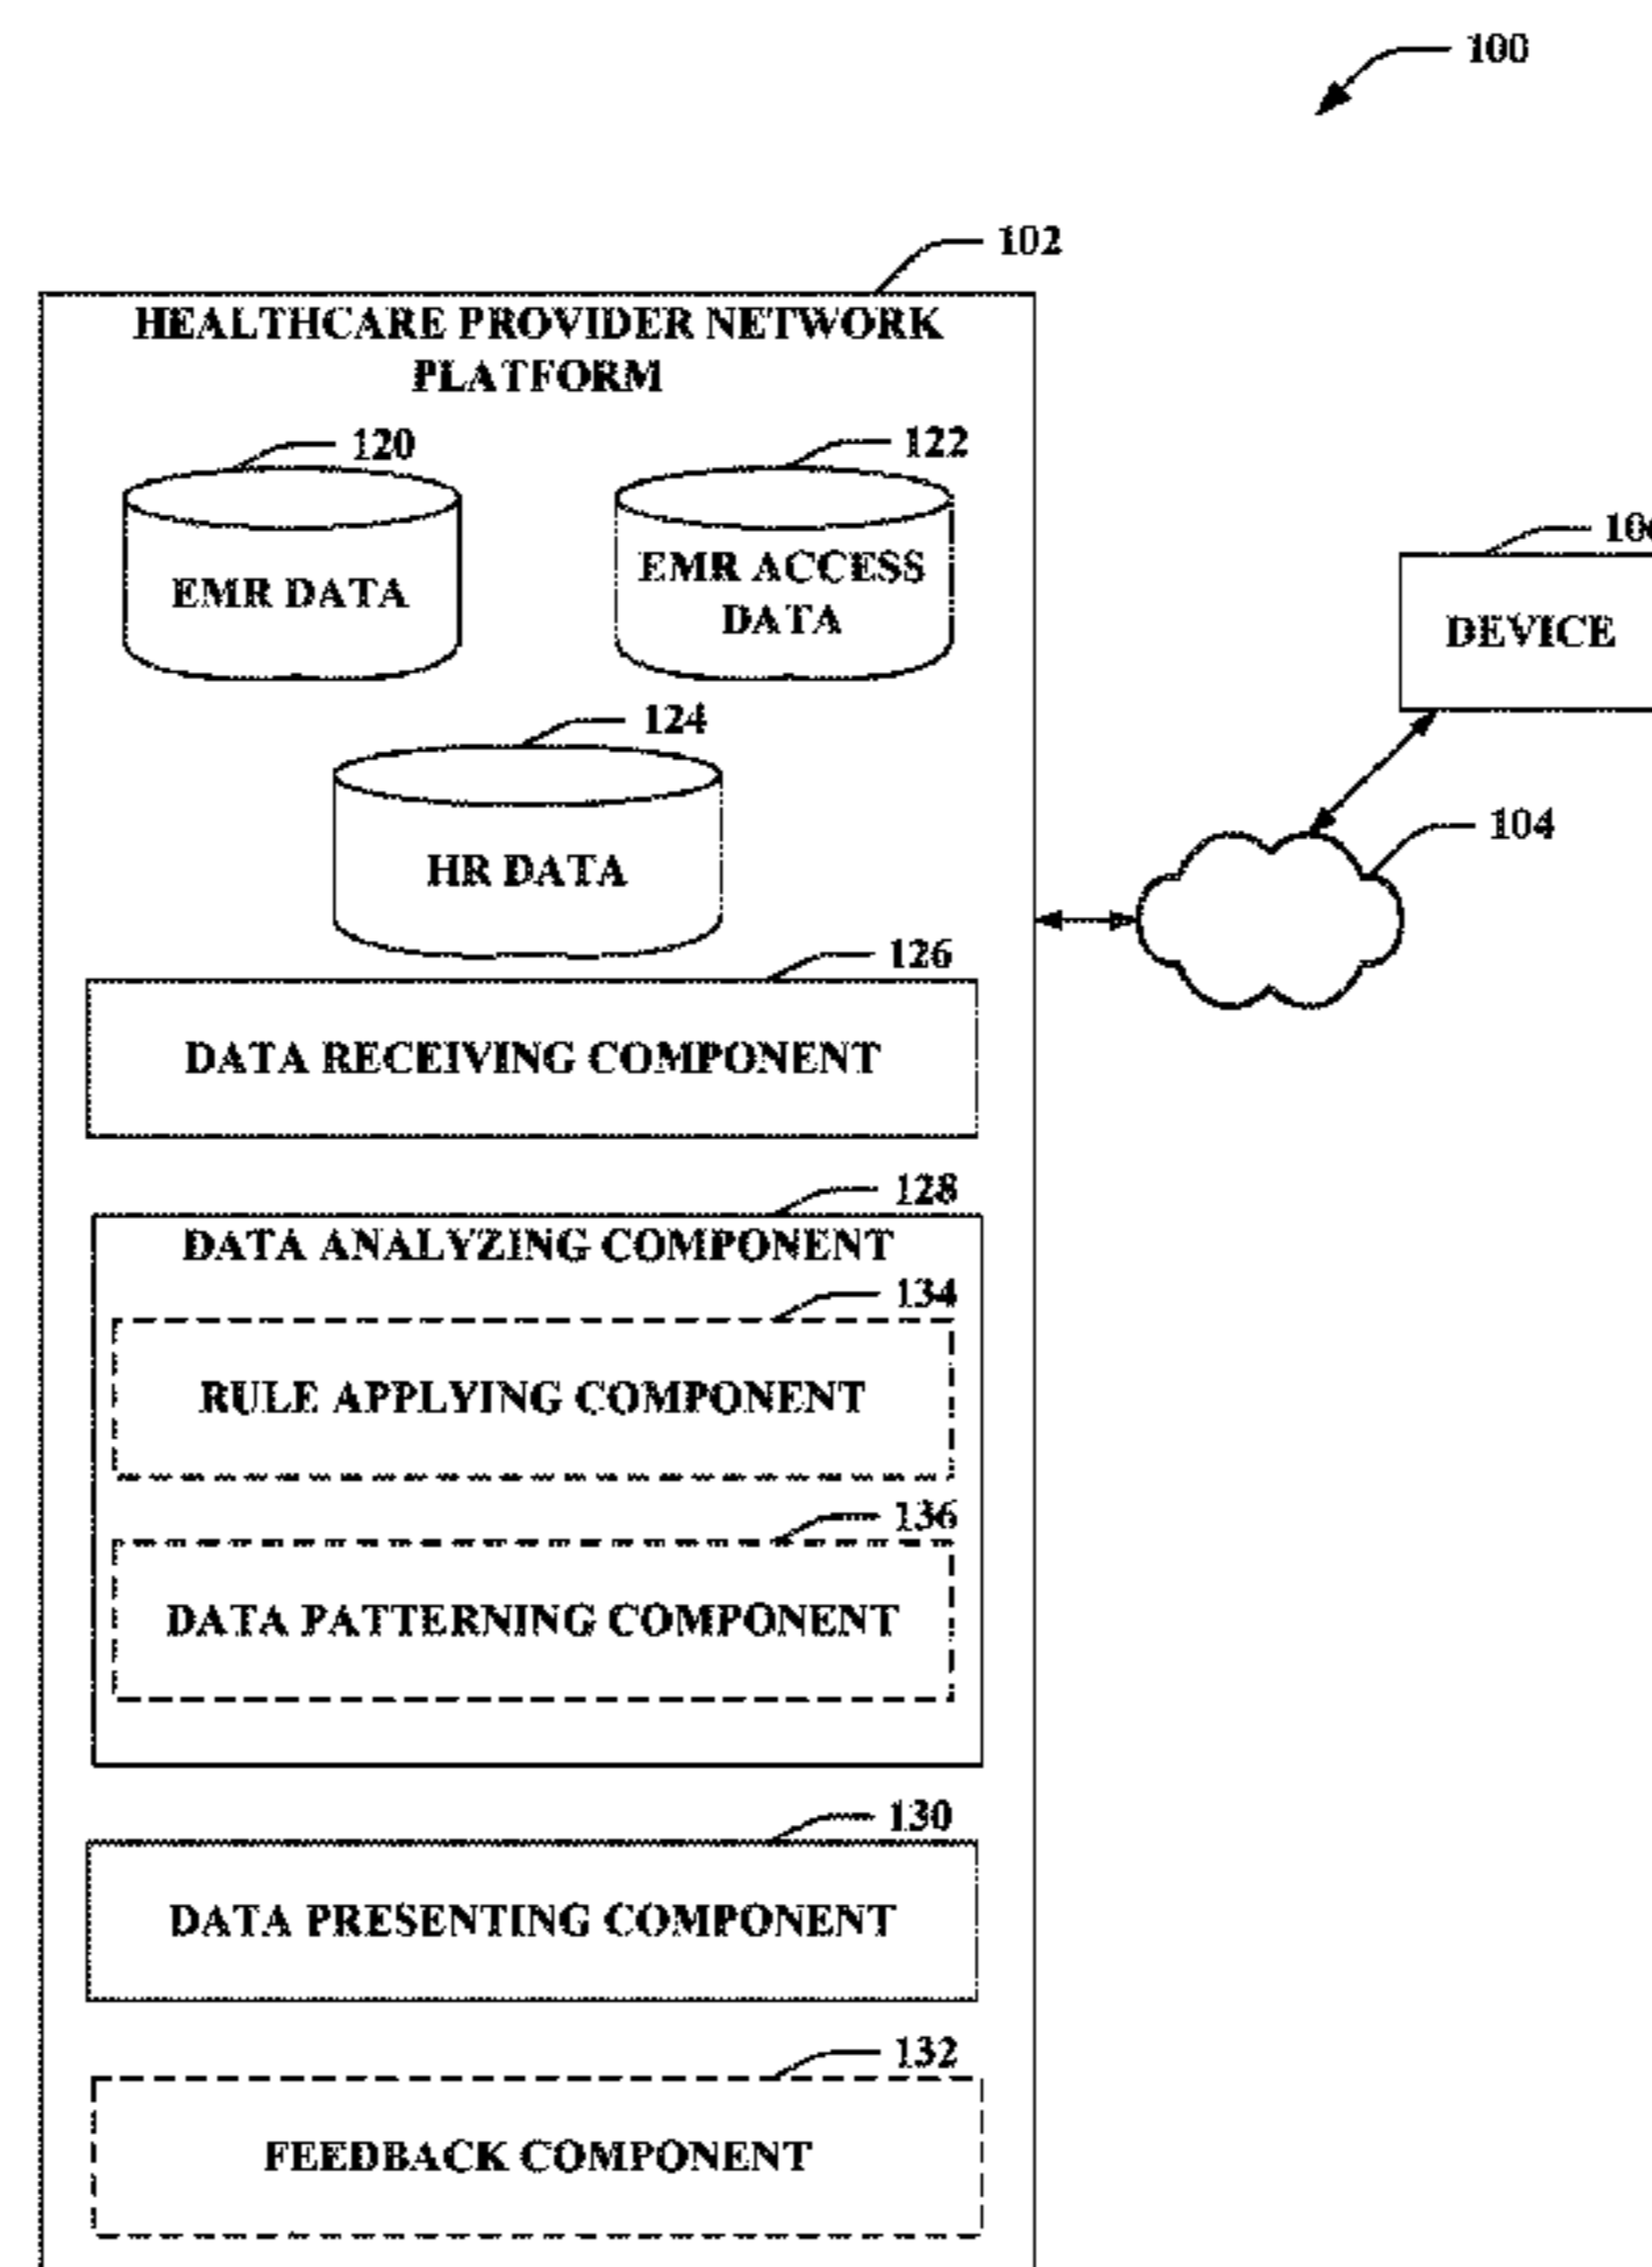 100
102
HEALTHCARE PROVIDER NETWORK
PLATFORM
120
122
EMR DATA
EMR ACCESS
DATA
DEVICE
124
HR DATA
104
126
DATA RECEIVING COMPONENT
128
DATA ANALYZING COMPONENT
134
RULE APPLYING COMPONENT
136
DATA PATTERNING COMPONENT
130
DATA PRESENTING COMPONENT
132
FEEDBACK COMPONENT